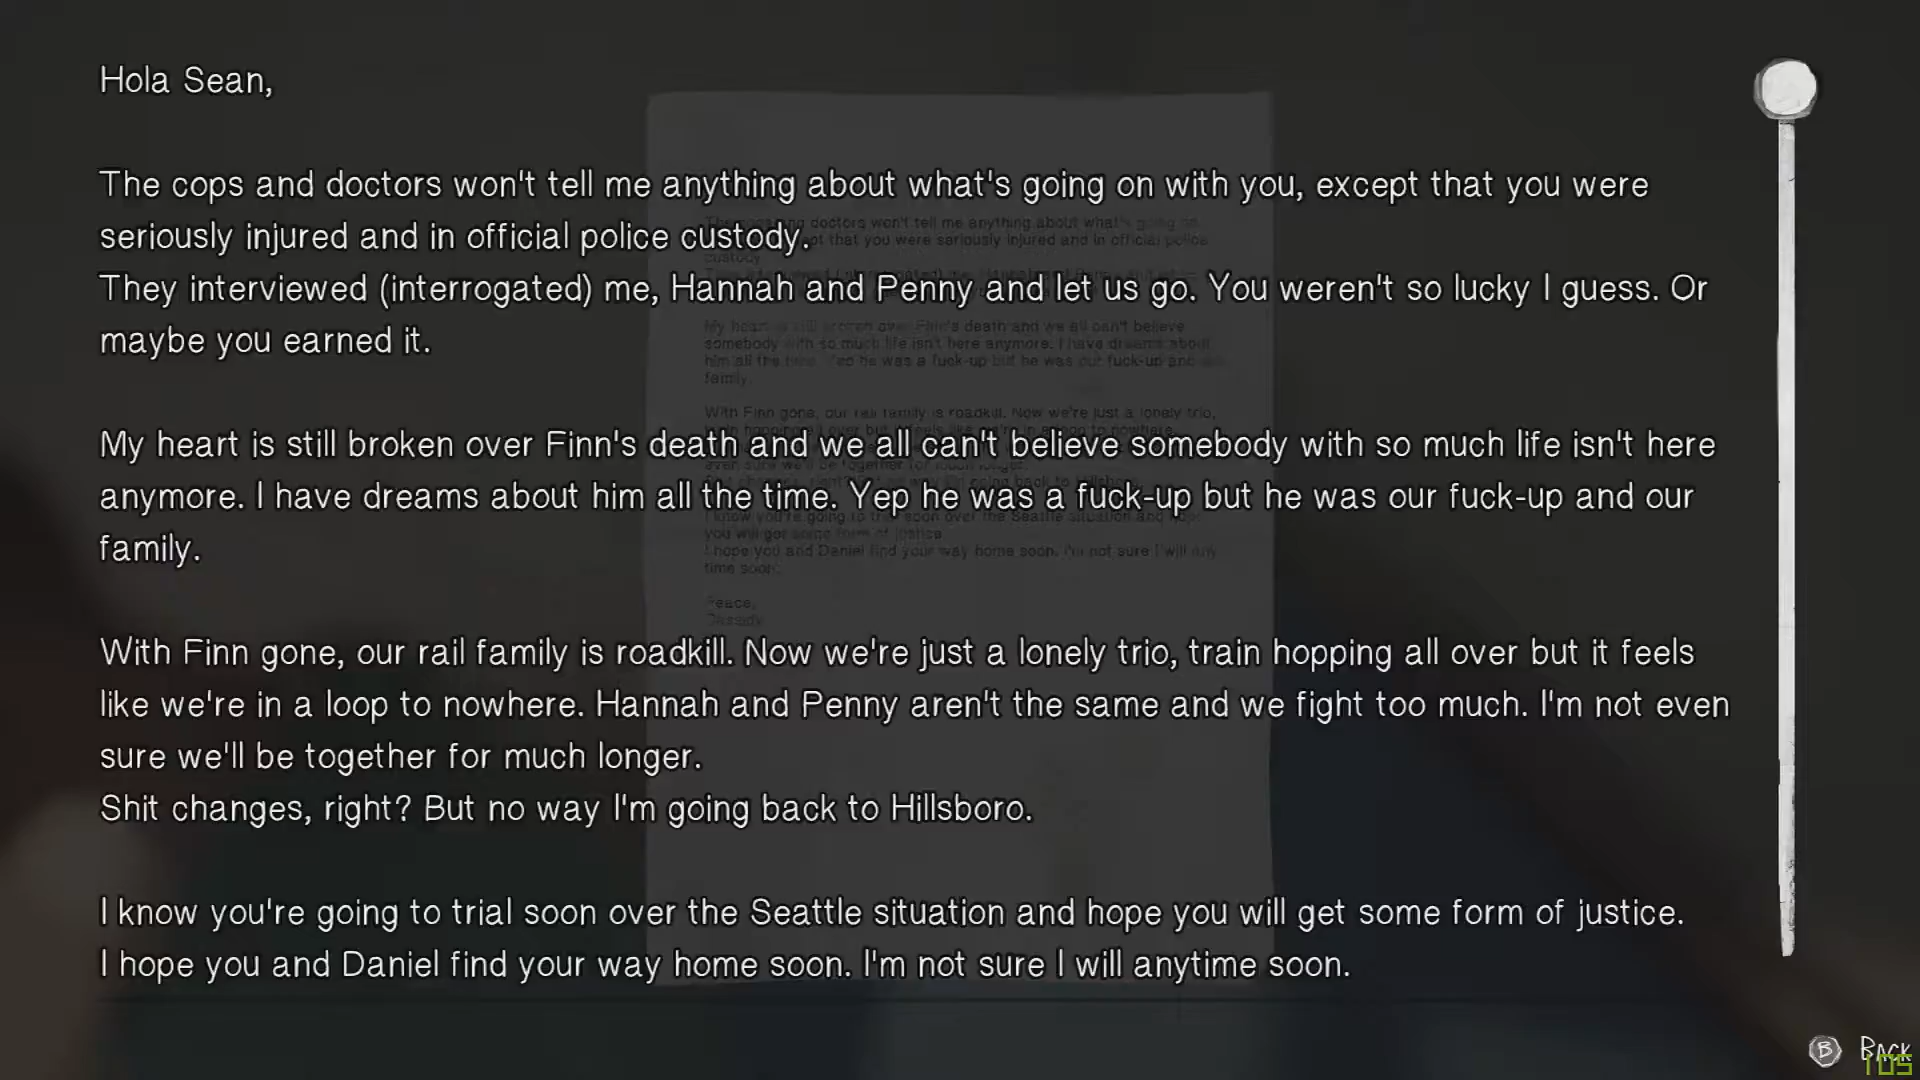 Hola Sean,
The cops and doctors won't tell me anything about what's going on with you, except that you were
seriously injured and in official police custody.
They interviewed (interrogated) me, Hannah and Penny and let us go. You weren't so lucky I guess. Or
maybe you earned it.
My heart is still broken over Finn's death and we all can't believe somebody with so much life isn't here
anymore. I have dreams about him all the time. Yep he was a fuck-up but he was our fuck-up and our
family.
With Finn gone, our rail family is roadkill. Now we're just a lonely trio, train hopping all over but it feels
like we're in a loop to nowhere. Hannah and Penny aren't the same and we fight too much. I'm not even
sure we'll be together for much longer.
Shit changes, right? But no way I'm going back to Hillsboro.
I know you're going to trial soon over the Seattle situation and hope you will get some form of justice.
I hope you and Daniel find your way home soon. I'm not sure I will anytime soon.
B Back
105